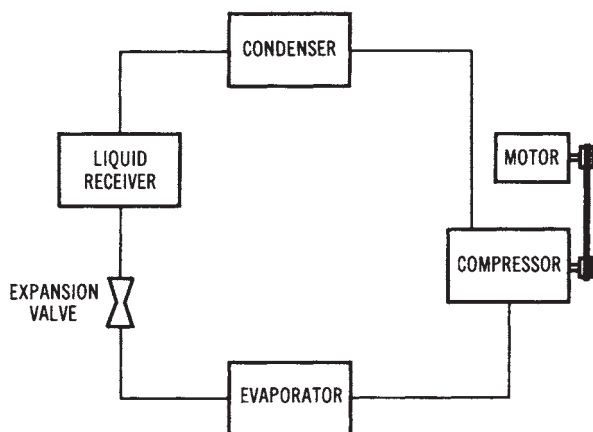 CONDENSER
LIQUID
RECEIVER
MOTOR
COMPRESSOR
EXPANSION
VALVE
EVAPORATOR